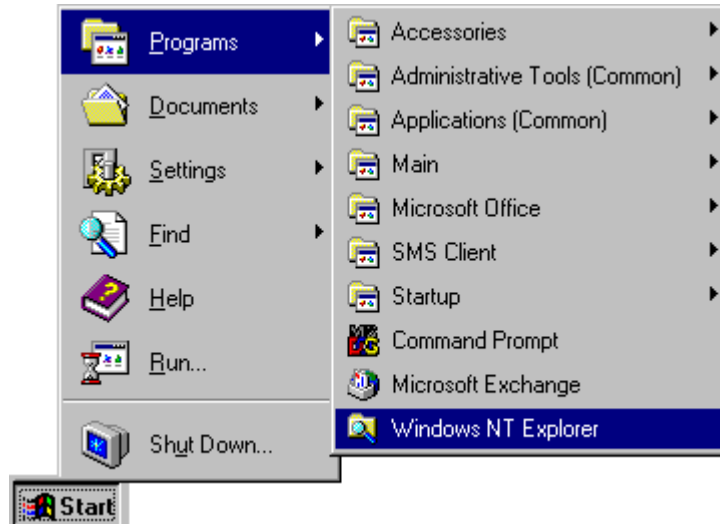 Programs
Documents
Settings
Find
Help
Run...
Shut Down...
Start
Accessories
Administrative Tools (Common)
Applications (Common)
Main
Microsoft Office
SMS Client
Startup
Command Prompt
Microsoft Exchange
Windows NT Explorer